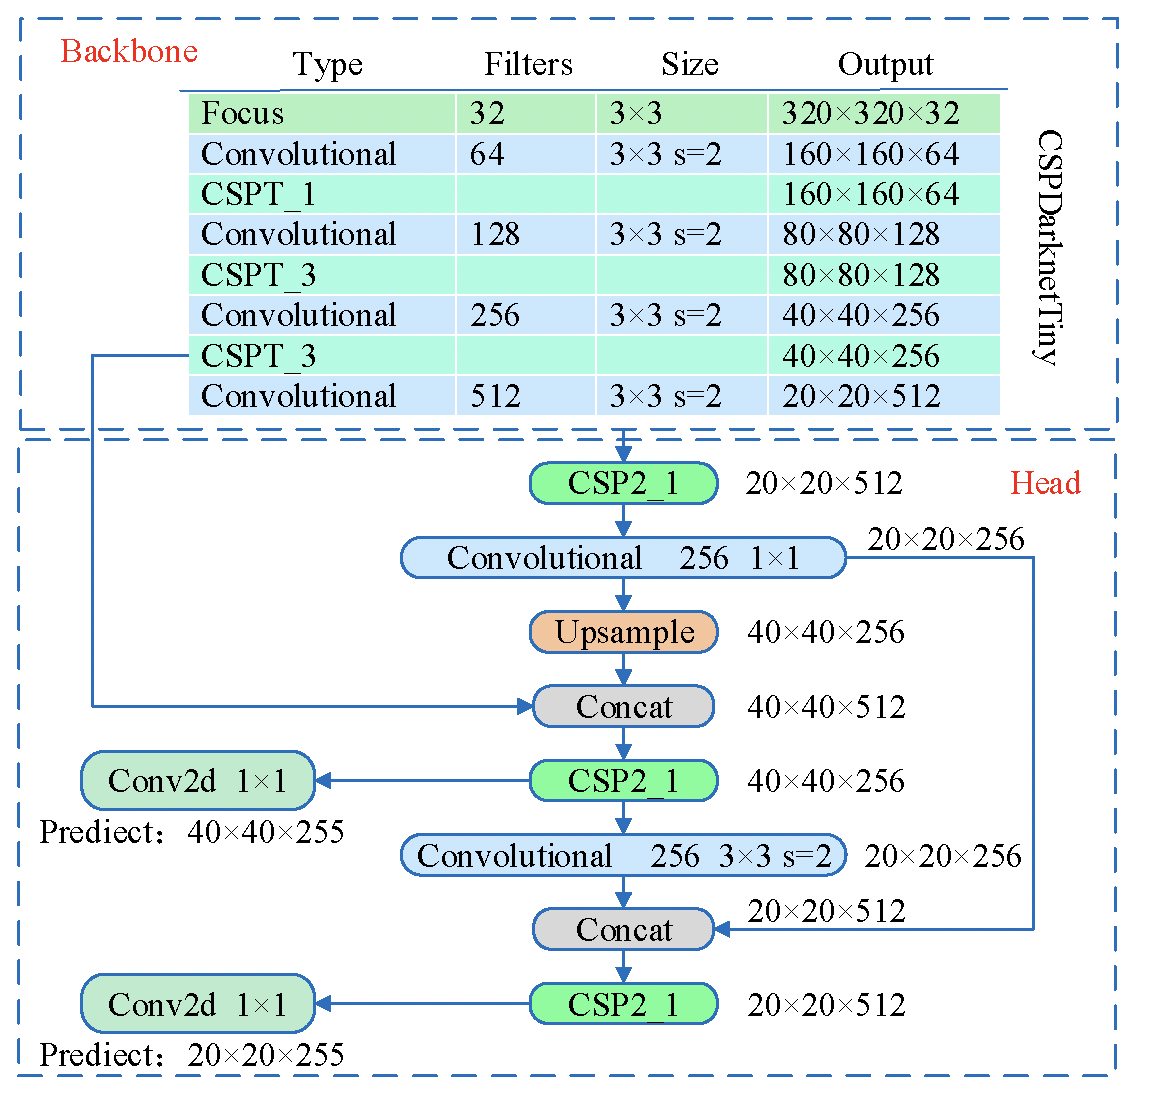 Backbone
Type Filters Size Output
Focus 32 3×3 320×320×32
Convolutional 64 3×3 s=2 160×160×64
CSPT_1 160×160×64
Convolutional 128 3×3 s=2 80×80×128
CSPT_3 80×80×128
Convolutional 256 3×3 s=2 40×40×256
CSPT_3 40×40×256
Convolutional 512 3×3 s=2 20×20×512
CSPDarknetTiny
Head
CSP2_1 20×20×512
Convolutional 256 1×1 20×20×256
Upsample 40×40×256
Concat 40×40×512
Conv2d 1×1
CSP2_1 40×40×256
Prediect：40×40×255
Convolutional 256 3×3 s=2 20×20×256
Concat 20×20×512
Conv2d 1×1
CSP2_1 20×20×512
Prediect：20×20×255